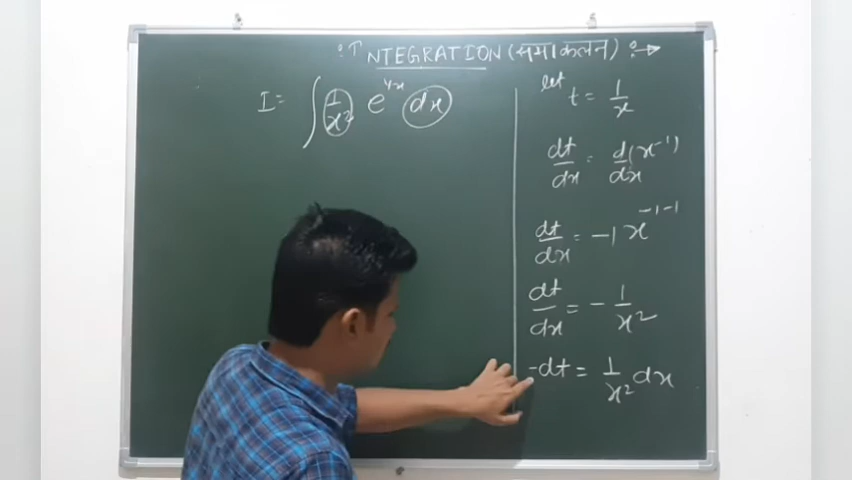 :INTEGRATION (समाकलन) :→
I = ∫ 1/x² e^(1/x) dx
let t = 1/x
dt/dx = d/dx (x⁻¹)
dt/dx = -1 x^(-1-1)
dt/dx = - 1/x²
-dt = 1/x² dx